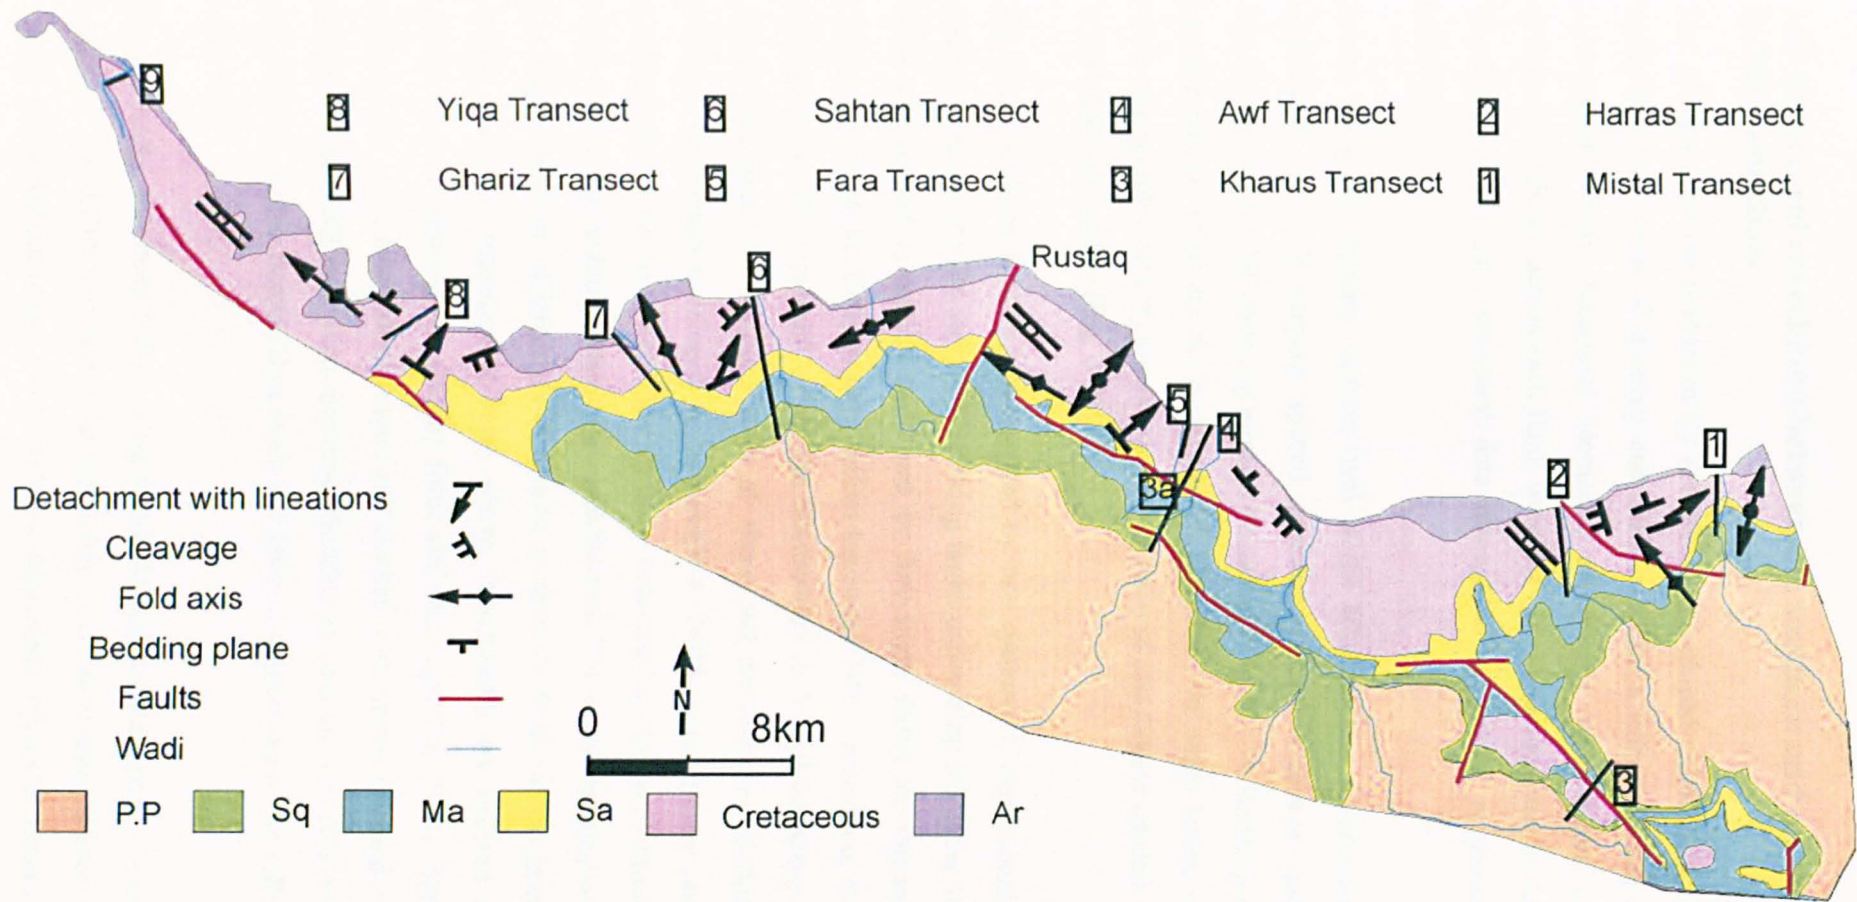 9
8 Yiqa Transect 6 Sahtan Transect 4 Awf Transect 2 Harras Transect
7 Ghariz Transect 5 Fara Transect 3 Kharus Transect 1 Mistal Transect
Rustaq
6
8
7
5
4
1
2
3a
3
Detachment with lineations
Cleavage
Fold axis
Bedding plane
Faults
Wadi
N
0 8km
P.P Sq Ma Sa Cretaceous Ar